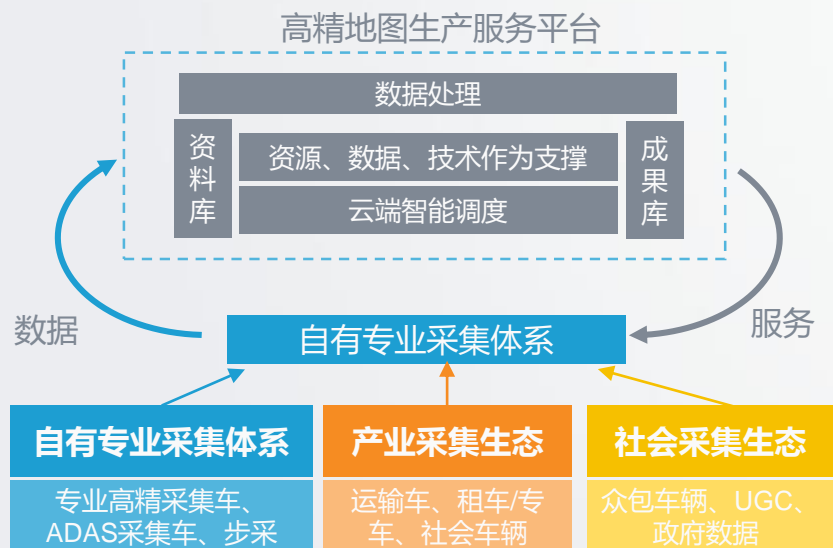 高精地图生产服务平台
数据处理
资料库
资源、数据、技术作为支撑
云端智能调度
成果库
数据
服务
自有专业采集体系
自有专业采集体系
专业高精采集车、
ADAS采集车、步采
产业采集生态
运输车、租车/专
车、社会车辆
社会采集生态
众包车辆、UGC、
政府数据